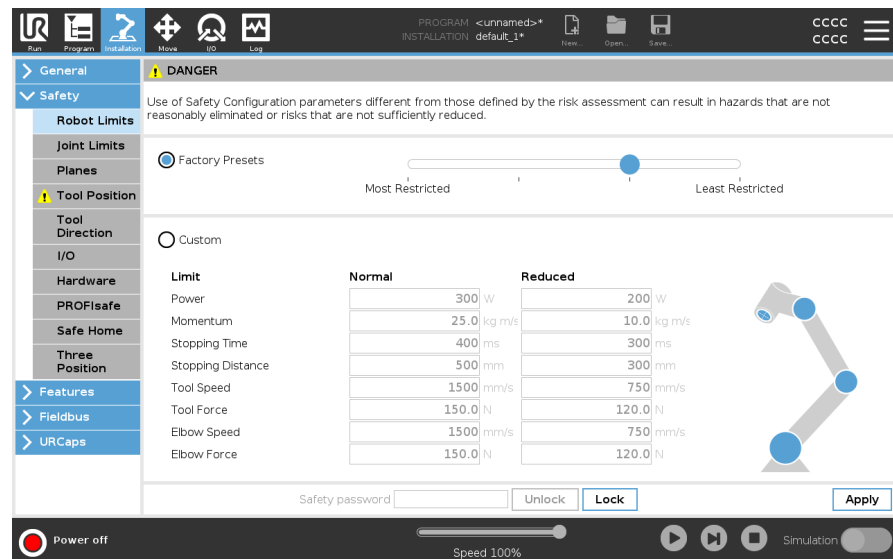 PROGRAM <unnamed>*
INSTALLATION default_1*
New... Open... Save...
CCCC
CCCC
Run Program Installation Move I/O Log
General
Safety
Robot Limits
Joint Limits
Planes
Tool Position
Tool
Direction
I/O
Hardware
PROFIsafe
Safe Home
Three
Position
Features
Fieldbus
URCaps
DANGER
Use of Safety Configuration parameters different from those defined by the risk assessment can result in hazards that are not
reasonably eliminated or risks that are not sufficiently reduced.
Factory Presets
Most Restricted Least Restricted
Custom
Limit Normal Reduced
Power 300 W 200 W
Momentum 25.0 kg m/s 10.0 kg m/s
Stopping Time 400 ms 300 ms
Stopping Distance 500 mm 300 mm
Tool Speed 1500 mm/s 750 mm/s
Tool Force 150.0 N 120.0 N
Elbow Speed 1500 mm/s 750 mm/s
Elbow Force 150.0 N 120.0 N
Safety password Unlock Lock Apply
Power off
Speed 100%
Simulation